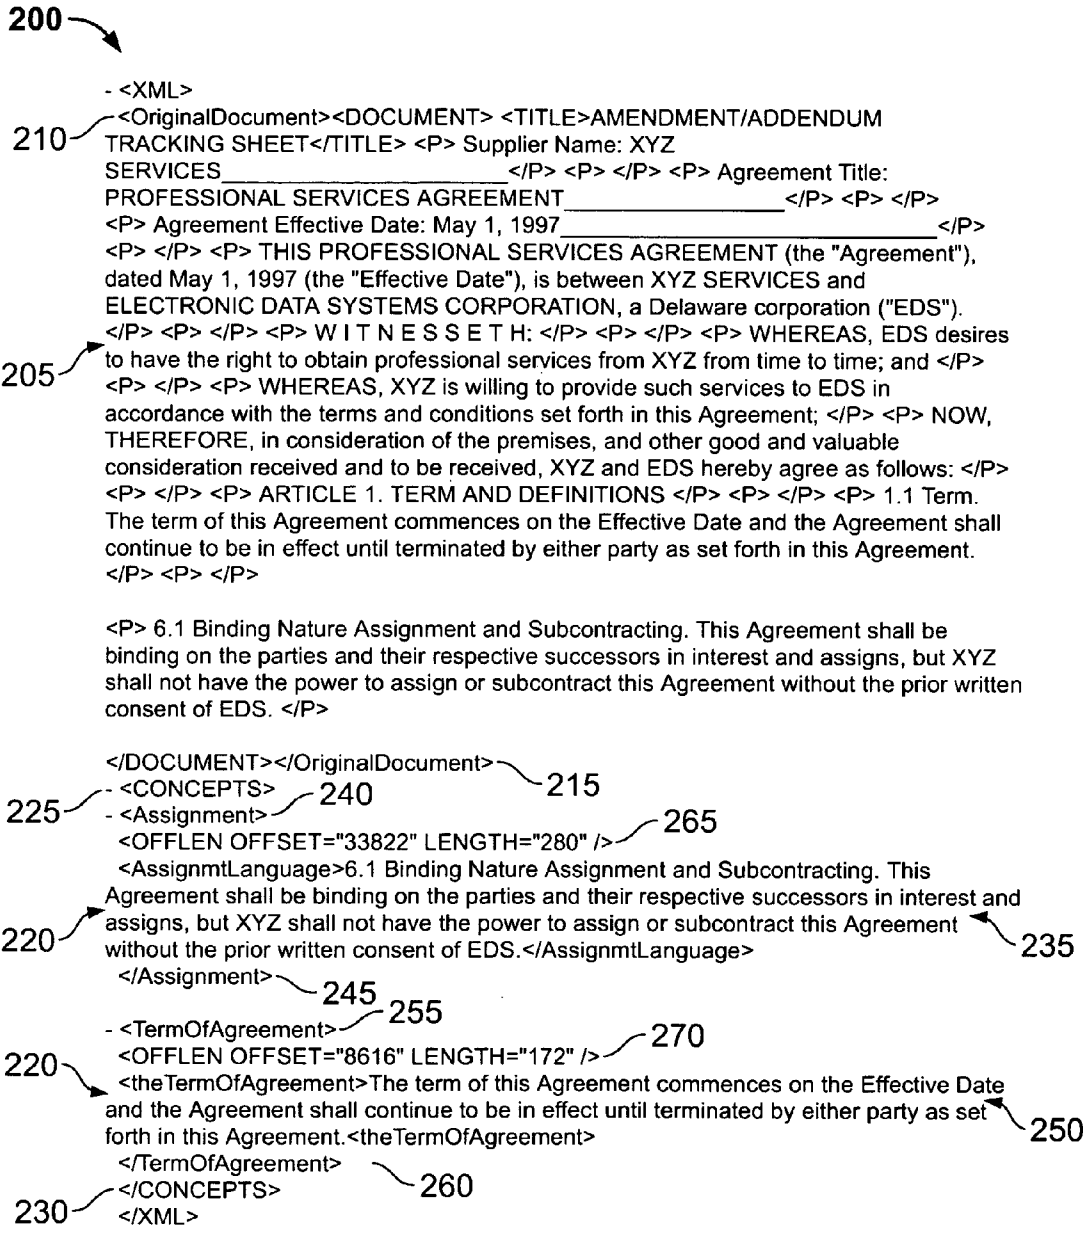 200
- <XML>
<OriginalDocument><DOCUMENT> <TITLE>AMENDMENT/ADDENDUM
210
TRACKING SHEET</TITLE> <P> Supplier Name: XYZ
SERVICES_________________________</P> <P> </P> <P> Agreement Title:
PROFESSIONAL SERVICES AGREEMENT___________________</P> <P> </P>
<P> Agreement Effective Date: May 1, 1997_________________________________</P>
<P> </P> <P> THIS PROFESSIONAL SERVICES AGREEMENT (the "Agreement"),
dated May 1, 1997 (the "Effective Date"), is between XYZ SERVICES and
ELECTRONIC DATA SYSTEMS CORPORATION, a Delaware corporation ("EDS").
</P> <P> </P> <P> W I T N E S S E T H: </P> <P> </P> <P> WHEREAS, EDS desires
205
to have the right to obtain professional services from XYZ from time to time; and </P>
<P> </P> <P> WHEREAS, XYZ is willing to provide such services to EDS in
accordance with the terms and conditions set forth in this Agreement; </P> <P> NOW,
THEREFORE, in consideration of the premises, and other good and valuable
consideration received and to be received, XYZ and EDS hereby agree as follows: </P>
<P> </P> <P> ARTICLE 1. TERM AND DEFINITIONS </P> <P> </P> <P> 1.1 Term.
The term of this Agreement commences on the Effective Date and the Agreement shall
continue to be in effect until terminated by either party as set forth in this Agreement.
</P> <P> </P>
<P> 6.1 Binding Nature Assignment and Subcontracting. This Agreement shall be
binding on the parties and their respective successors in interest and assigns, but XYZ
shall not have the power to assign or subcontract this Agreement without the prior written
consent of EDS. </P>
</DOCUMENT></OriginalDocument>
215
- <CONCEPTS>
225
240
- <Assignment>
<OFFLEN OFFSET="33822" LENGTH="280" />
265
<AssignmtLanguage>6.1 Binding Nature Assignment and Subcontracting. This
Agreement shall be binding on the parties and their respective successors in interest and
assigns, but XYZ shall not have the power to assign or subcontract this Agreement
220
235
without the prior written consent of EDS.</AssignmtLanguage>
</Assignment>
245
255
- <TermOfAgreement>
<OFFLEN OFFSET="8616" LENGTH="172" />
270
220
<theTermOfAgreement>The term of this Agreement commences on the Effective Date
and the Agreement shall continue to be in effect until terminated by either party as set
250
forth in this Agreement.<theTermOfAgreement>
</TermOfAgreement>
260
</CONCEPTS>
230
</XML>